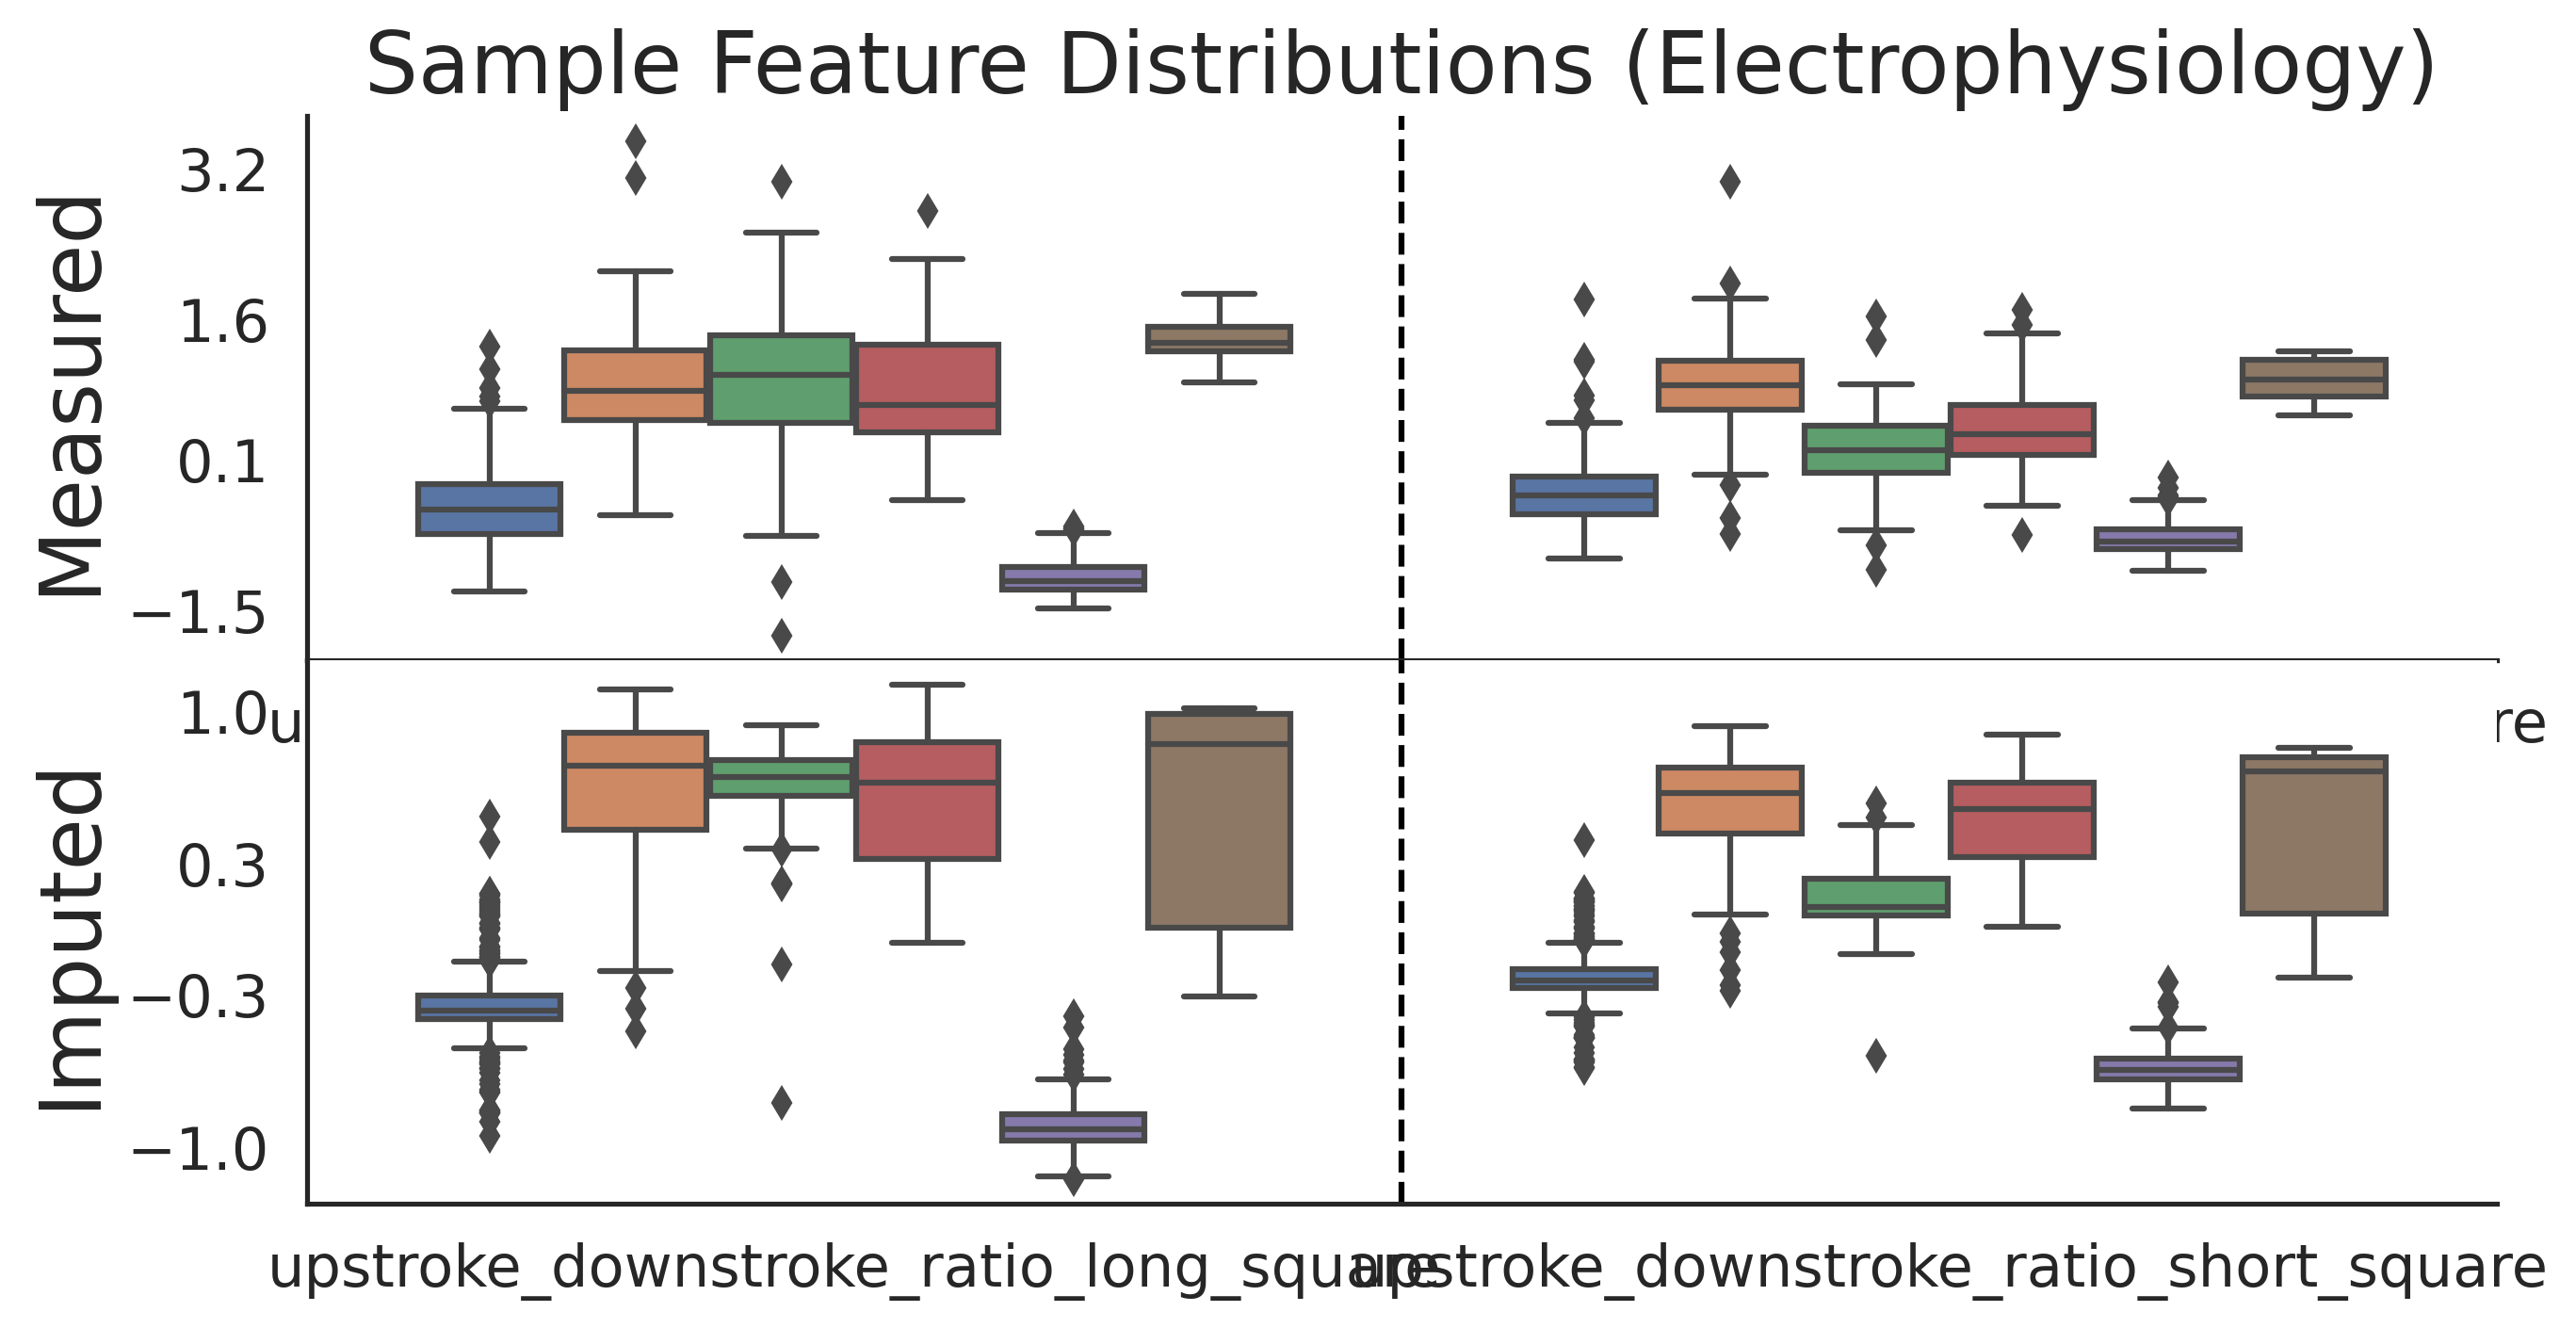 Sample Feature Distributions (Electrophysiology)
Measured
3.2
1.6
0.1
−1.5
Imputed
1.0
0.3
−0.3
−1.0
u
re
upstroke_downstroke_ratio_long_square
upstroke_downstroke_ratio_short_square